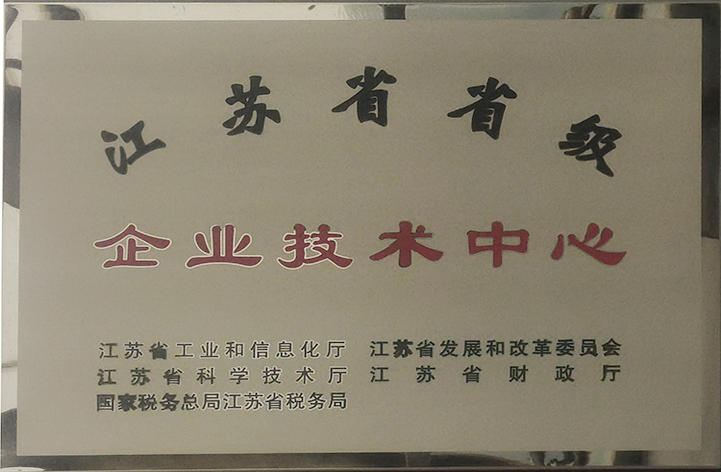 江苏省省级
企业技术中心
江苏省工业和信息化厅 江苏省发展和改革委员会
江苏省科学技术厅 江苏省财政厅
国家税务总局江苏省税务局